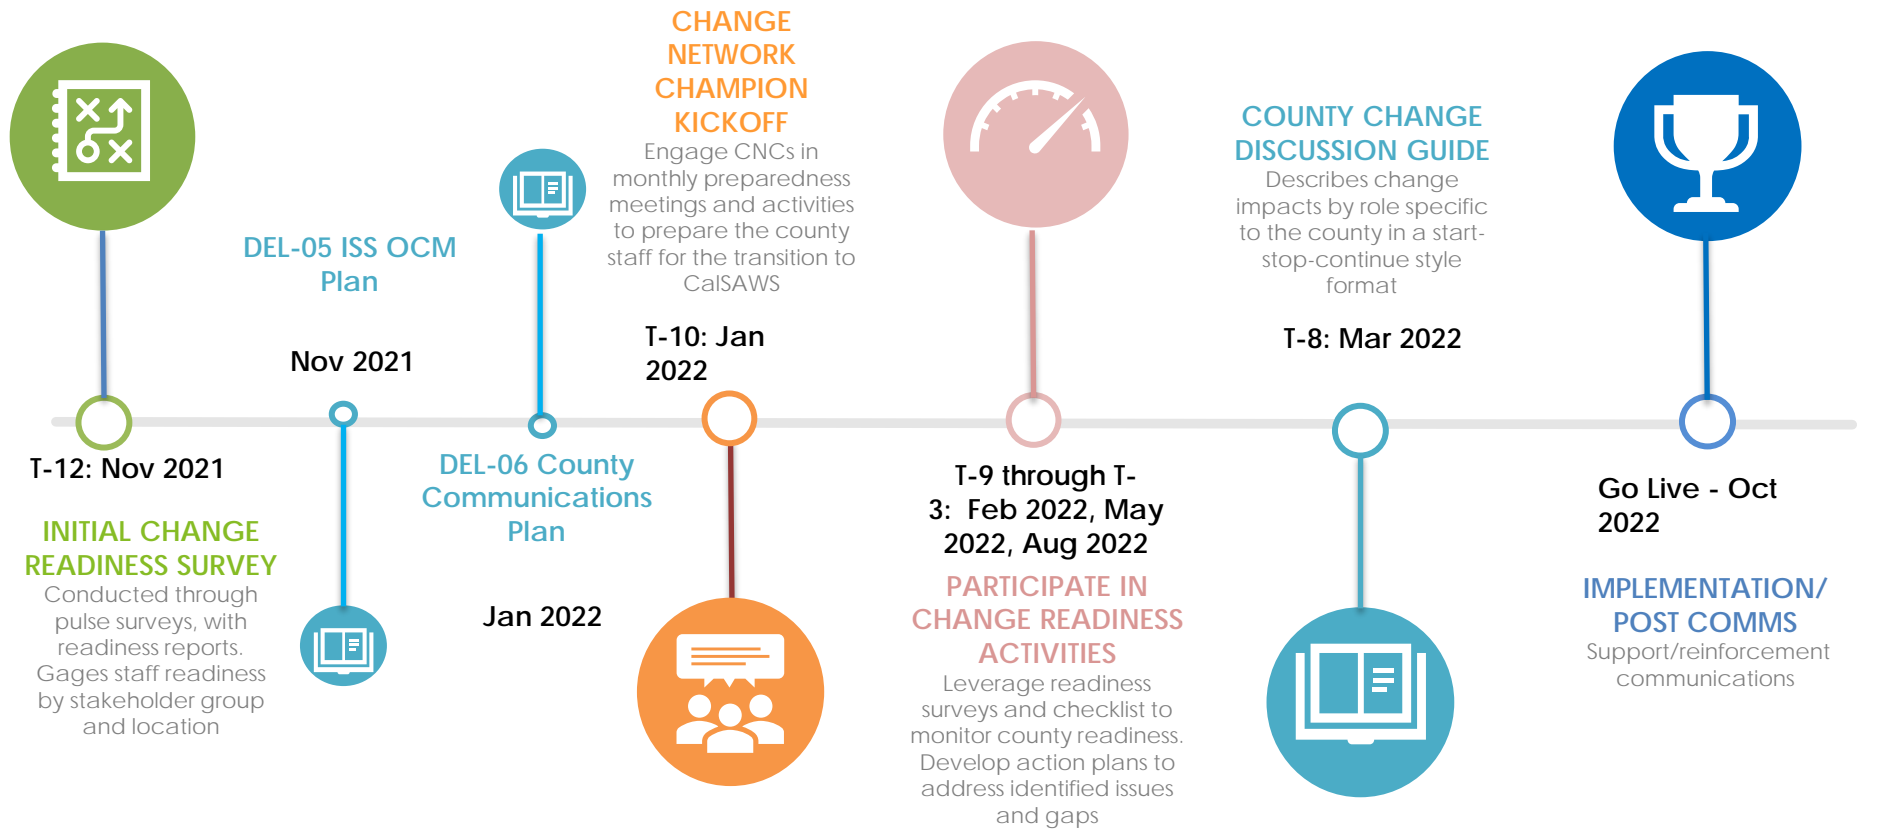 T-12: Nov 2021
INITIAL CHANGE
READINESS SURVEY
Conducted through
pulse surveys, with
readiness reports.
Gages staff readiness
by stakeholder group
and location
DEL-05 ISS OCM
Plan
Nov 2021
DEL-06 County
Communications
Plan
Jan 2022
CHANGE
NETWORK
CHAMPION
KICKOFF
Engage CNCs in
monthly preparedness
meetings and activities
to prepare the county
staff for the transition to
CalSAWS
T-10: Jan
2022
T-9 through T-
3:  Feb 2022, May
2022, Aug 2022
PARTICIPATE IN
CHANGE READINESS
ACTIVITIES
Leverage readiness
surveys and checklist to
monitor county readiness.
Develop action plans to
address identified issues
and gaps
COUNTY CHANGE
DISCUSSION GUIDE
Describes change
impacts by role specific
to the county in a start-
stop-continue style
format
T-8: Mar 2022
Go Live - Oct
2022
IMPLEMENTATION/
POST COMMS
Support/reinforcement
communications